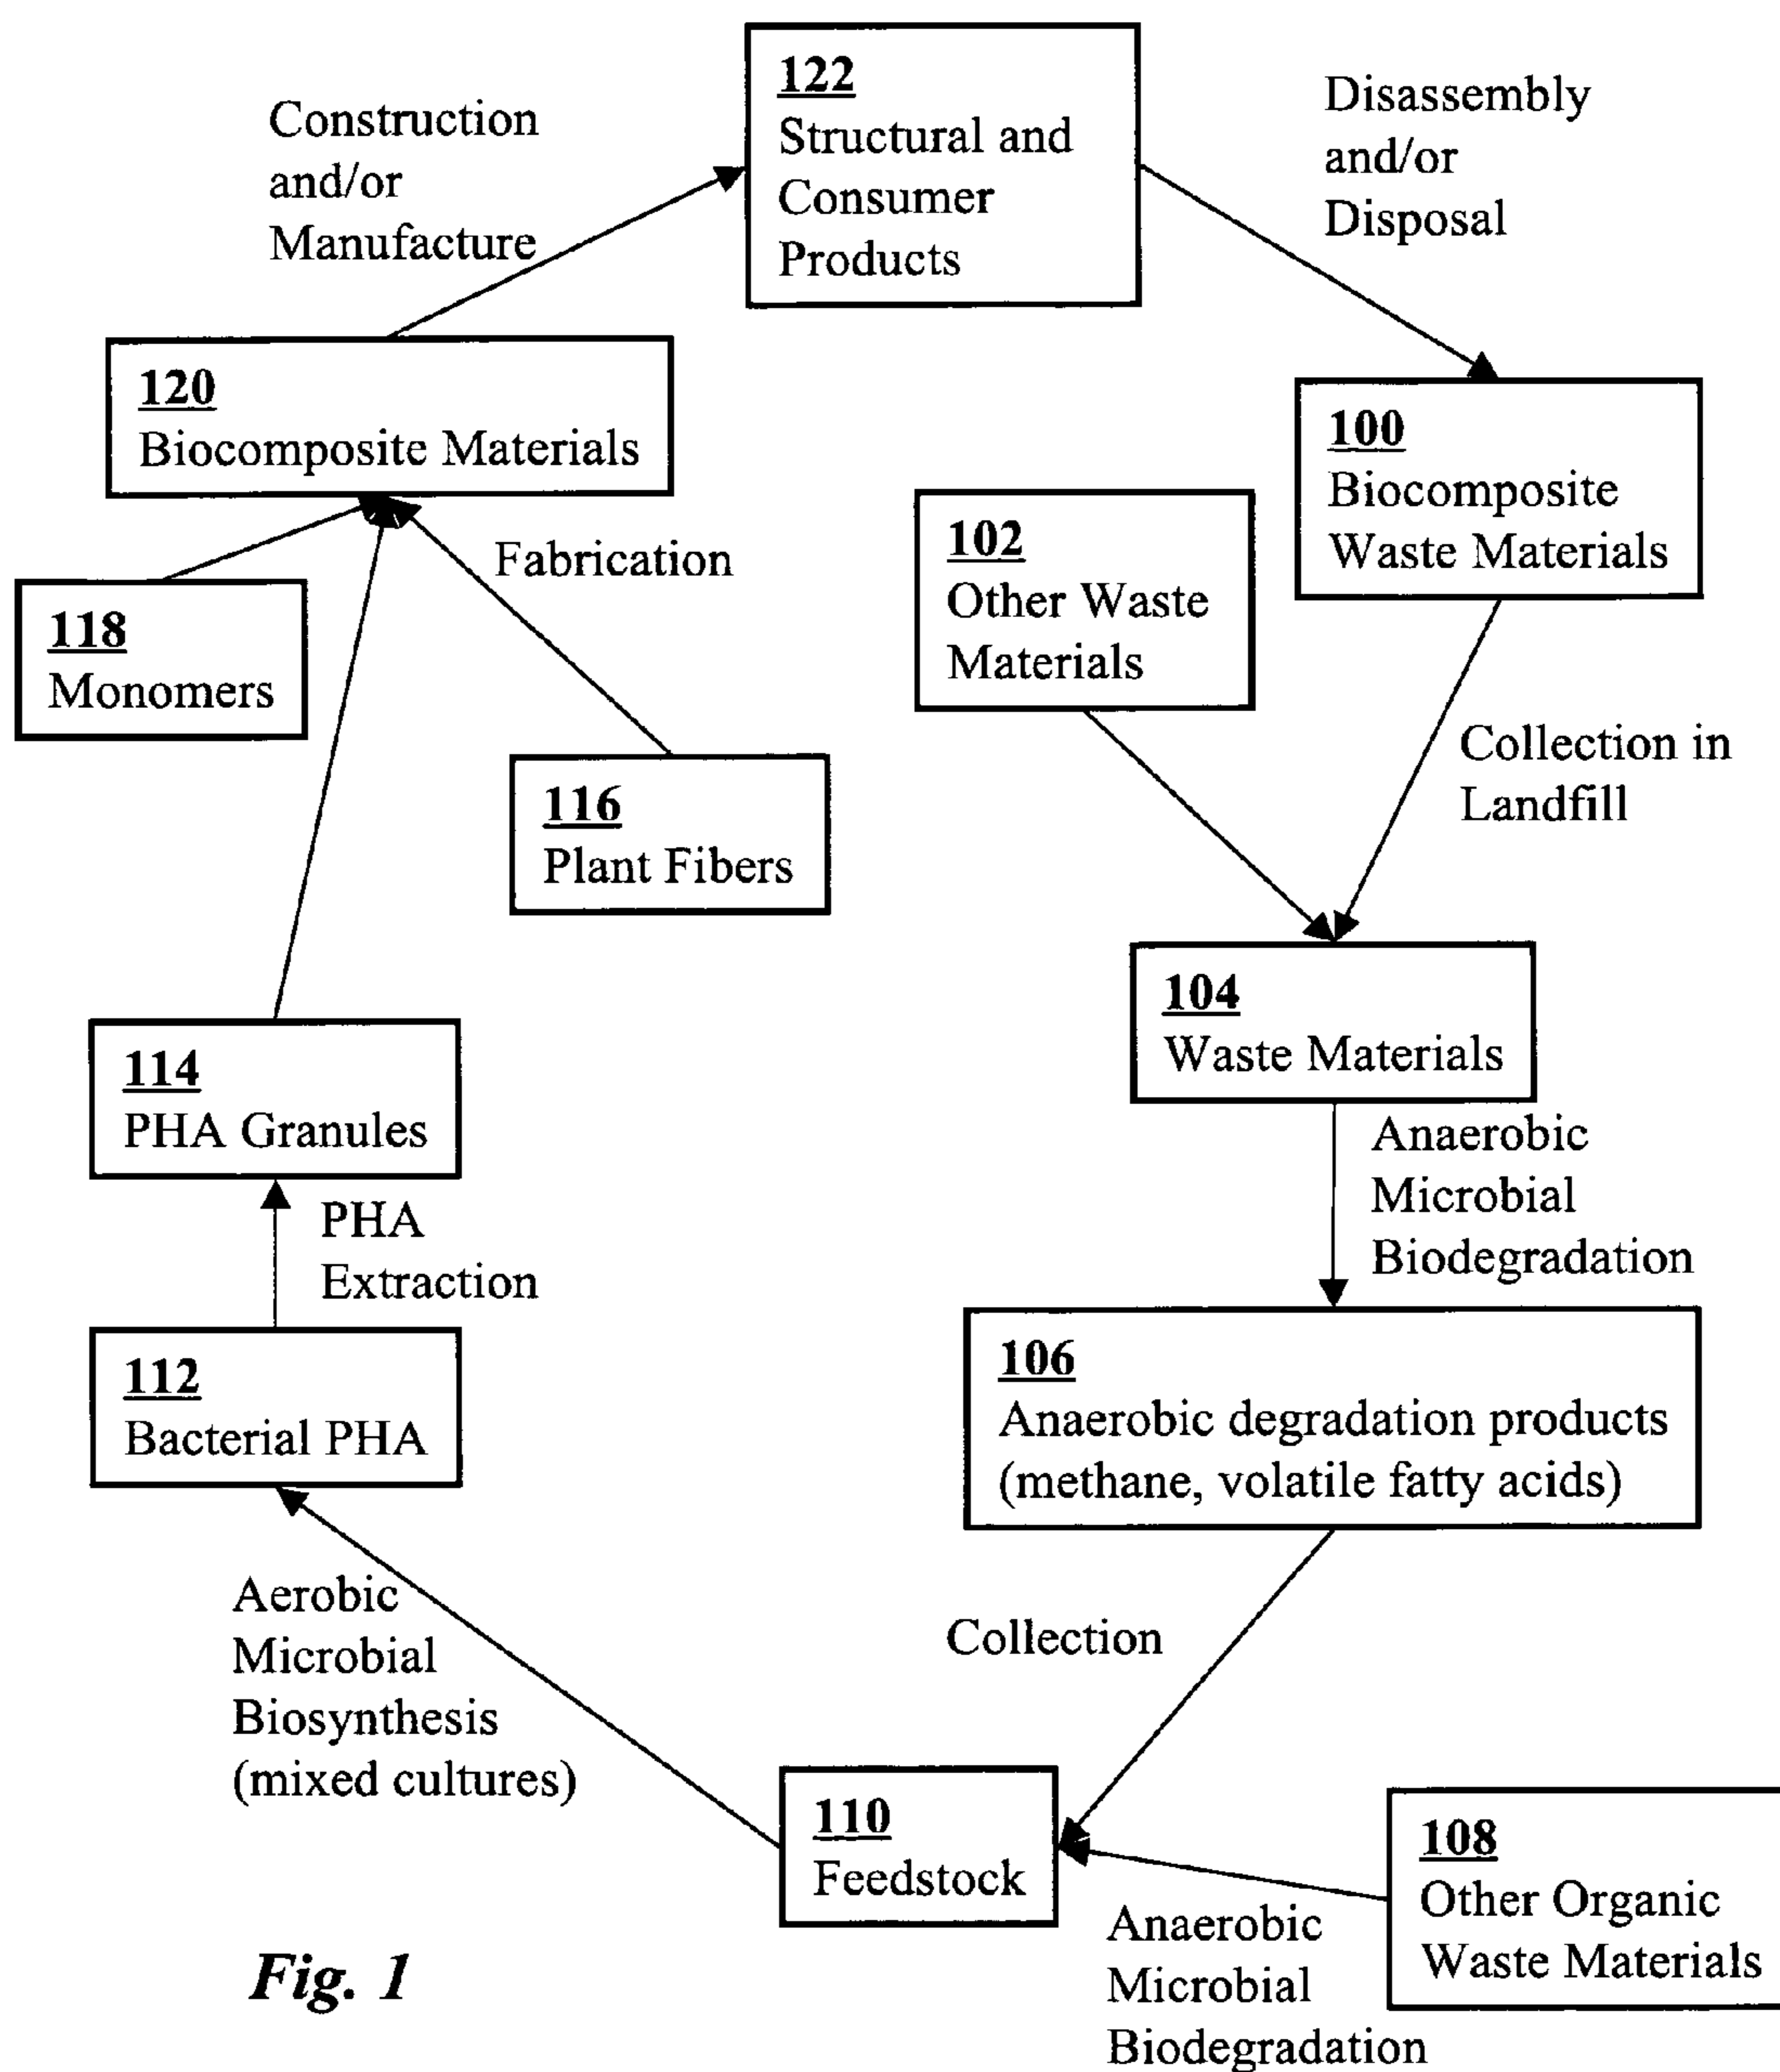 122
Structural and
Consumer
Products
Construction
and/or
Manufacture
Disassembly
and/or
Disposal
120
Biocomposite Materials
100
Biocomposite
Waste Materials
102
Other Waste
Materials
Fabrication
118
Monomers
116
Plant Fibers
Collection in
Landfill
104
Waste Materials
114
PHA Granules
Anaerobic
Microbial
Biodegradation
PHA
Extraction
112
Bacterial PHA
106
Anaerobic degradation products
(methane, volatile fatty acids)
Aerobic
Microbial
Biosynthesis
(mixed cultures)
Collection
110
Feedstock
108
Other Organic
Waste Materials
Anaerobic
Microbial
Biodegradation
Fig. 1